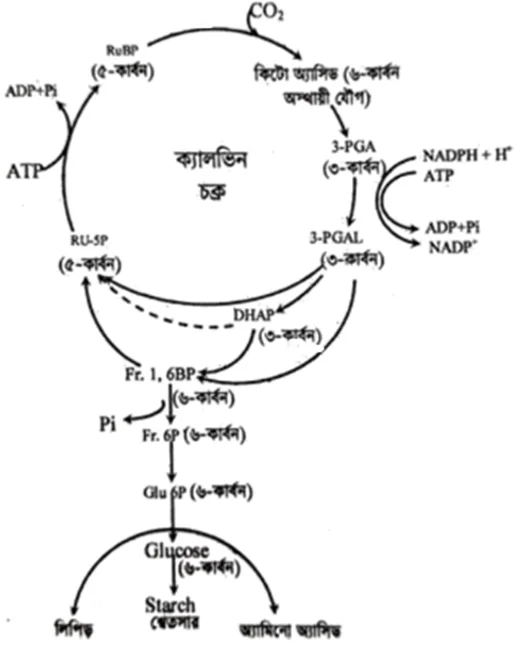 CO₂
RuBP
(৫-কার্বন)
কিটো অ্যাসিড (৬-কার্বন
অস্থায়ী যৌগ)
ADP+Pi
3-PGA
(৩-কার্বন)
NADPH + H⁺
ATP
ক্যালভিন
চক্র
ATP
ADP+Pi
NADP⁺
RU-5P
(৫-কার্বন)
3-PGAL
(৩-কার্বন)
DHAP
(৩-কার্বন)
Fr. 1, 6BP
(৬-কার্বন)
Pi
Fr. 6P (৬-কার্বন)
Glu 6P (৬-কার্বন)
Glucose
(৬-কার্বন)
Starch
শ্বেতসার
লিপিড
অ্যামিনো অ্যাসিড